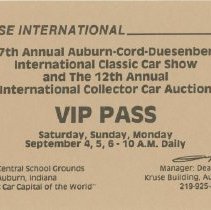 SE INTERNATIONAL
7th Annual Auburn-Cord-Duesenber
International Classic Car Show
and The 12th Annual
International Collector Car Auction
VIP PASS
Saturday, Sunday, Monday
September 4, 5, 6 - 10 A.M. Daily
Central School Grounds
Auburn, Indiana
Car Capital of the World"
Manager: Dea
Kruse Building, Au
219-925-